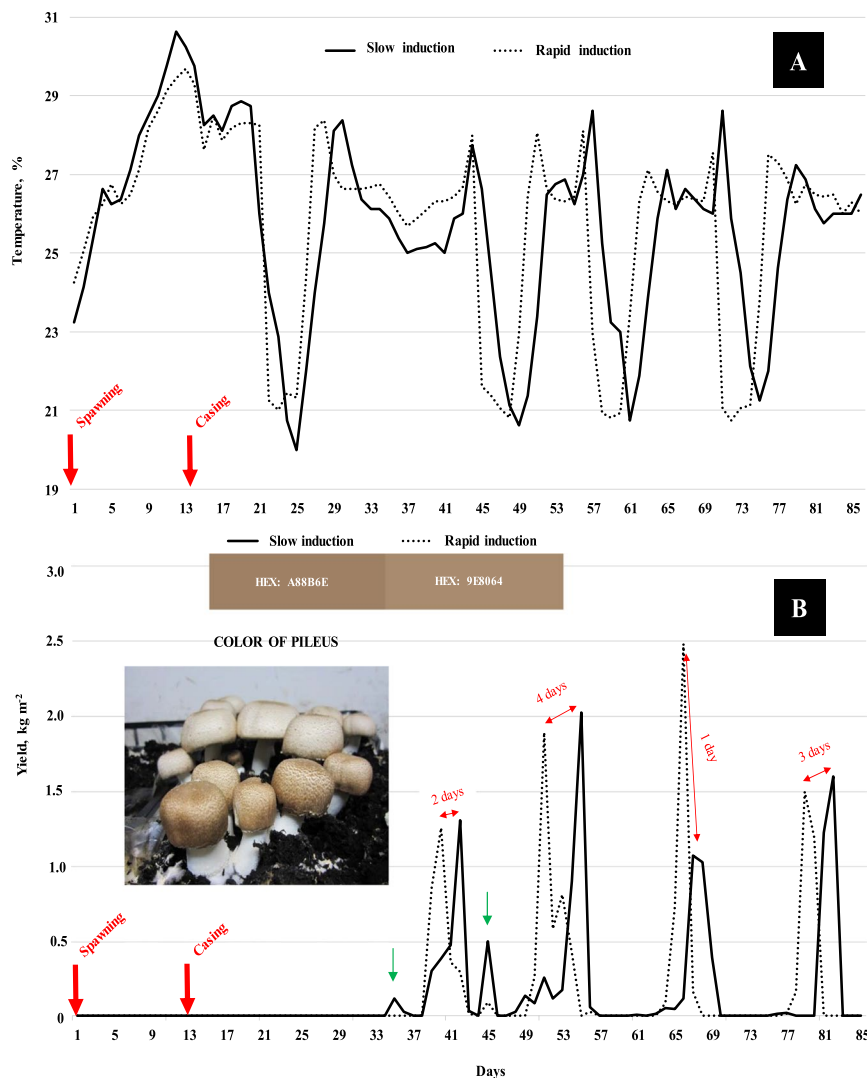 31
29
27
25
23
21
19
Temperature, %
Slow induction
Rapid induction
A
Spawning
Casing
1 5 9 13 17 21 25 29 33 37 41 45 49 53 57 61 65 69 73 77 81 85
Slow induction
Rapid induction
HEX: A88B6E
HEX: 9E8064
B
COLOR OF PILEUS
3.0
2.5
2.0
1.5
1.0
0.5
0
Yield, kg m-2
2 days
4 days
1 day
3 days
Spawning
Casing
1 5 9 13 17 21 25 29 33 37 41 45 49 53 57 61 65 69 73 77 81 85
Days